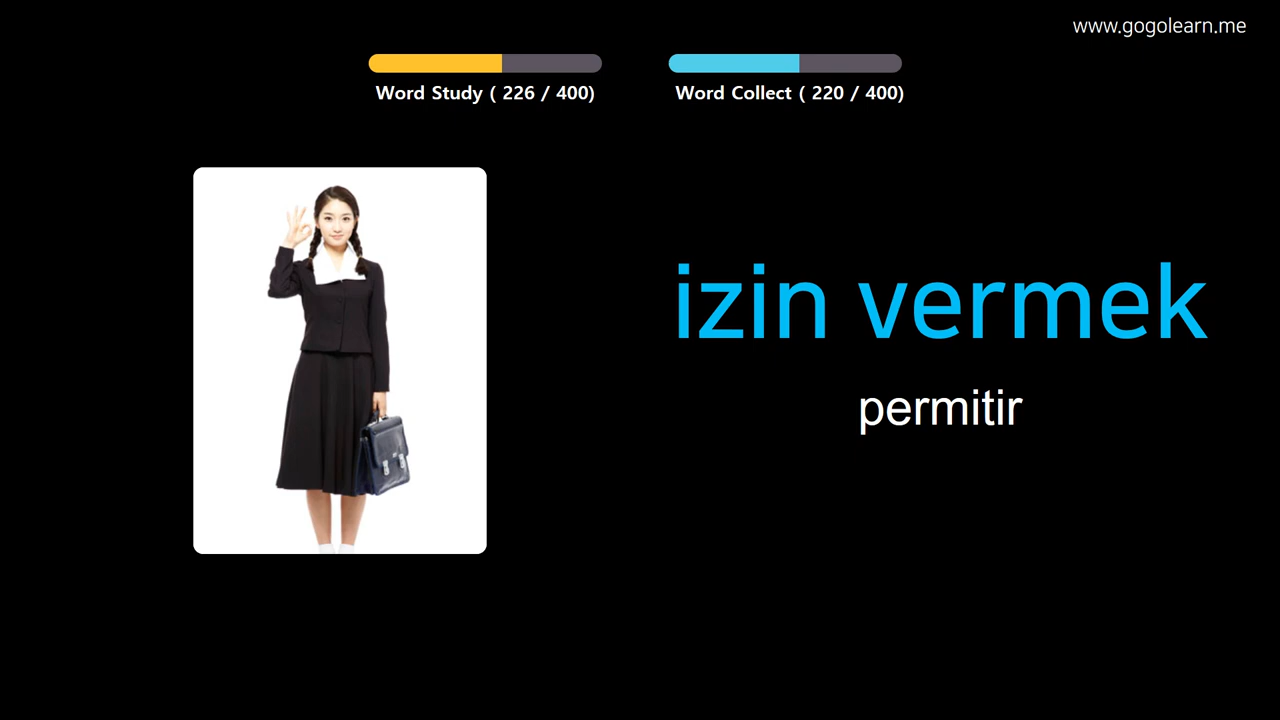 www.gogolearn.me
Word Study ( 226 / 400)
Word Collect ( 220 / 400)
izin vermek
permitir